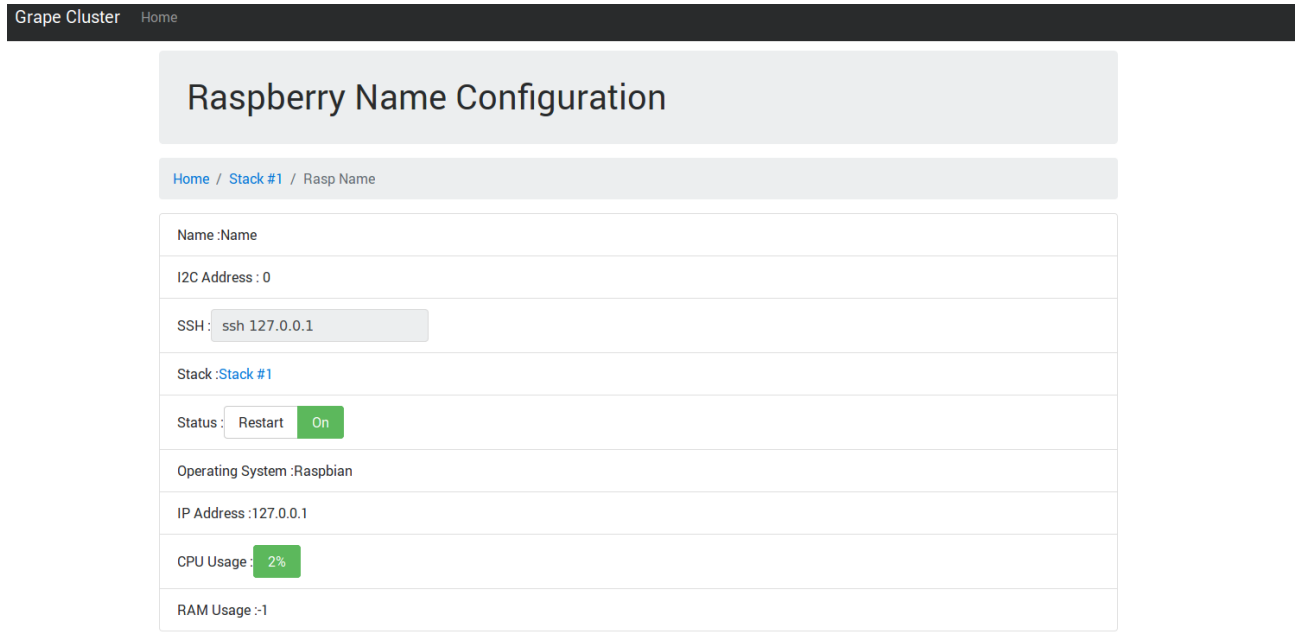 Grape Cluster Home
Raspberry Name Configuration
Home / Stack #1 / Rasp Name
Name :Name
I2C Address : 0
SSH : ssh 127.0.0.1
Stack :Stack #1
Status : Restart On
Operating System :Raspbian
IP Address :127.0.0.1
CPU Usage : 2%
RAM Usage :-1